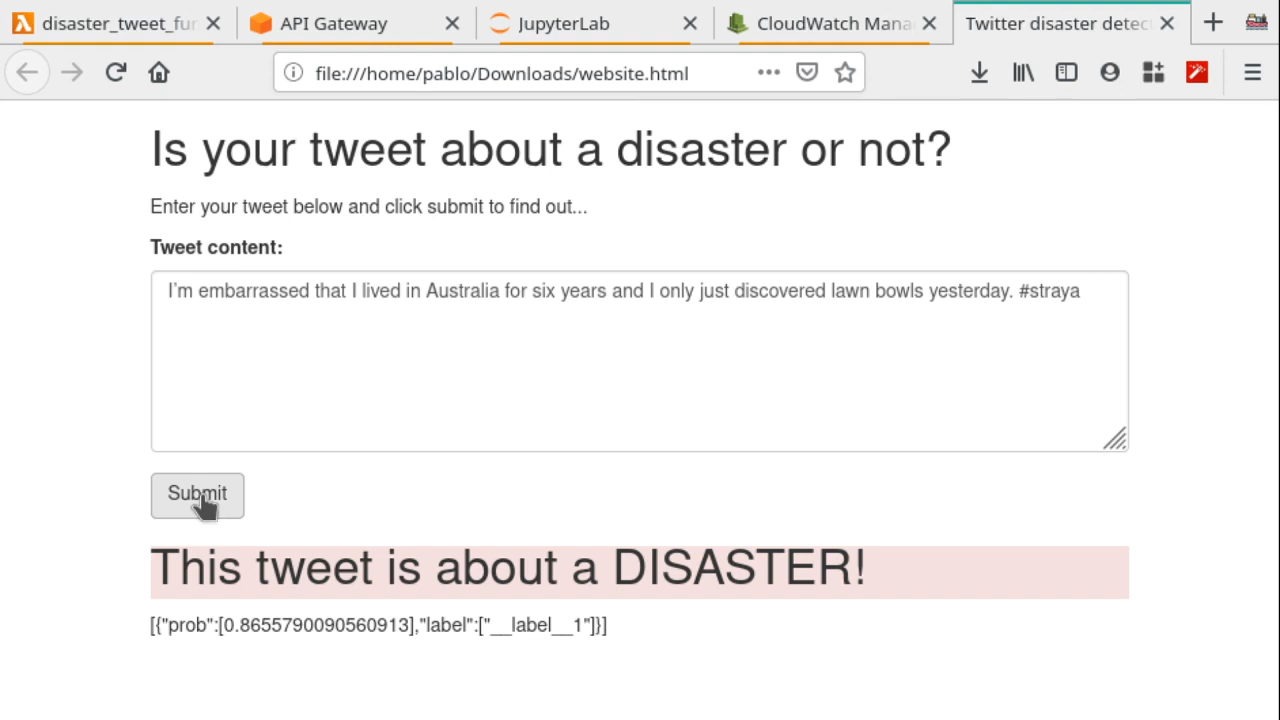 disaster_tweet_fur
API Gateway
JupyterLab
CloudWatch Mana
Twitter disaster detec
file:///home/pablo/Downloads/website.html
Is your tweet about a disaster or not?
Enter your tweet below and click submit to find out...
Tweet content:
I'm embarrassed that I lived in Australia for six years and I only just discovered lawn bowls yesterday. #straya
Submit
This tweet is about a DISASTER!
[{"prob":[0.8655790090560913],"label":["__label__1"]}]